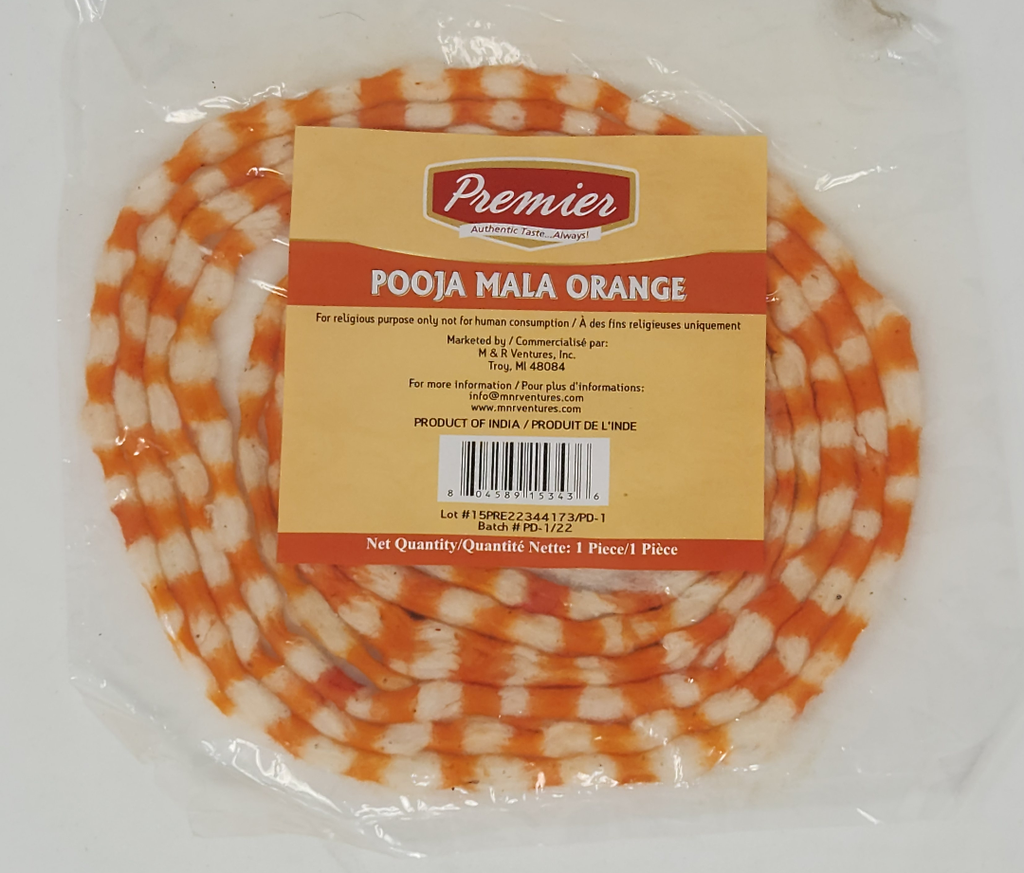 Premier
Authentic Taste...Always!
POOJA MALA ORANGE
For religious purpose only not for human consumption / À des fins religieuses uniquement
Marketed by / Commercialisé par:
M & R Ventures, Inc.
Troy, MI 48084
For more information / Pour plus d'informations:
info@mnrventures.com
www.mnrventures.com
PRODUCT OF INDIA / PRODUIT DE L'INDE
8 04589 15343 6
Lot #15PRE22344173/PD-1
Batch # PD-1/22
Net Quantity/Quantité Nette: 1 Piece/1 Pièce